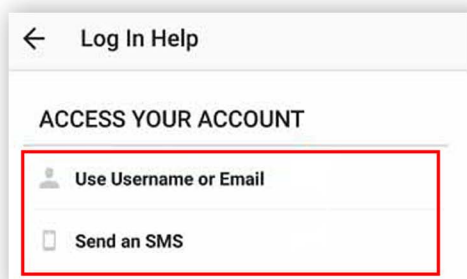 Log In Help
ACCESS YOUR ACCOUNT
Use Username or Email
Send an SMS